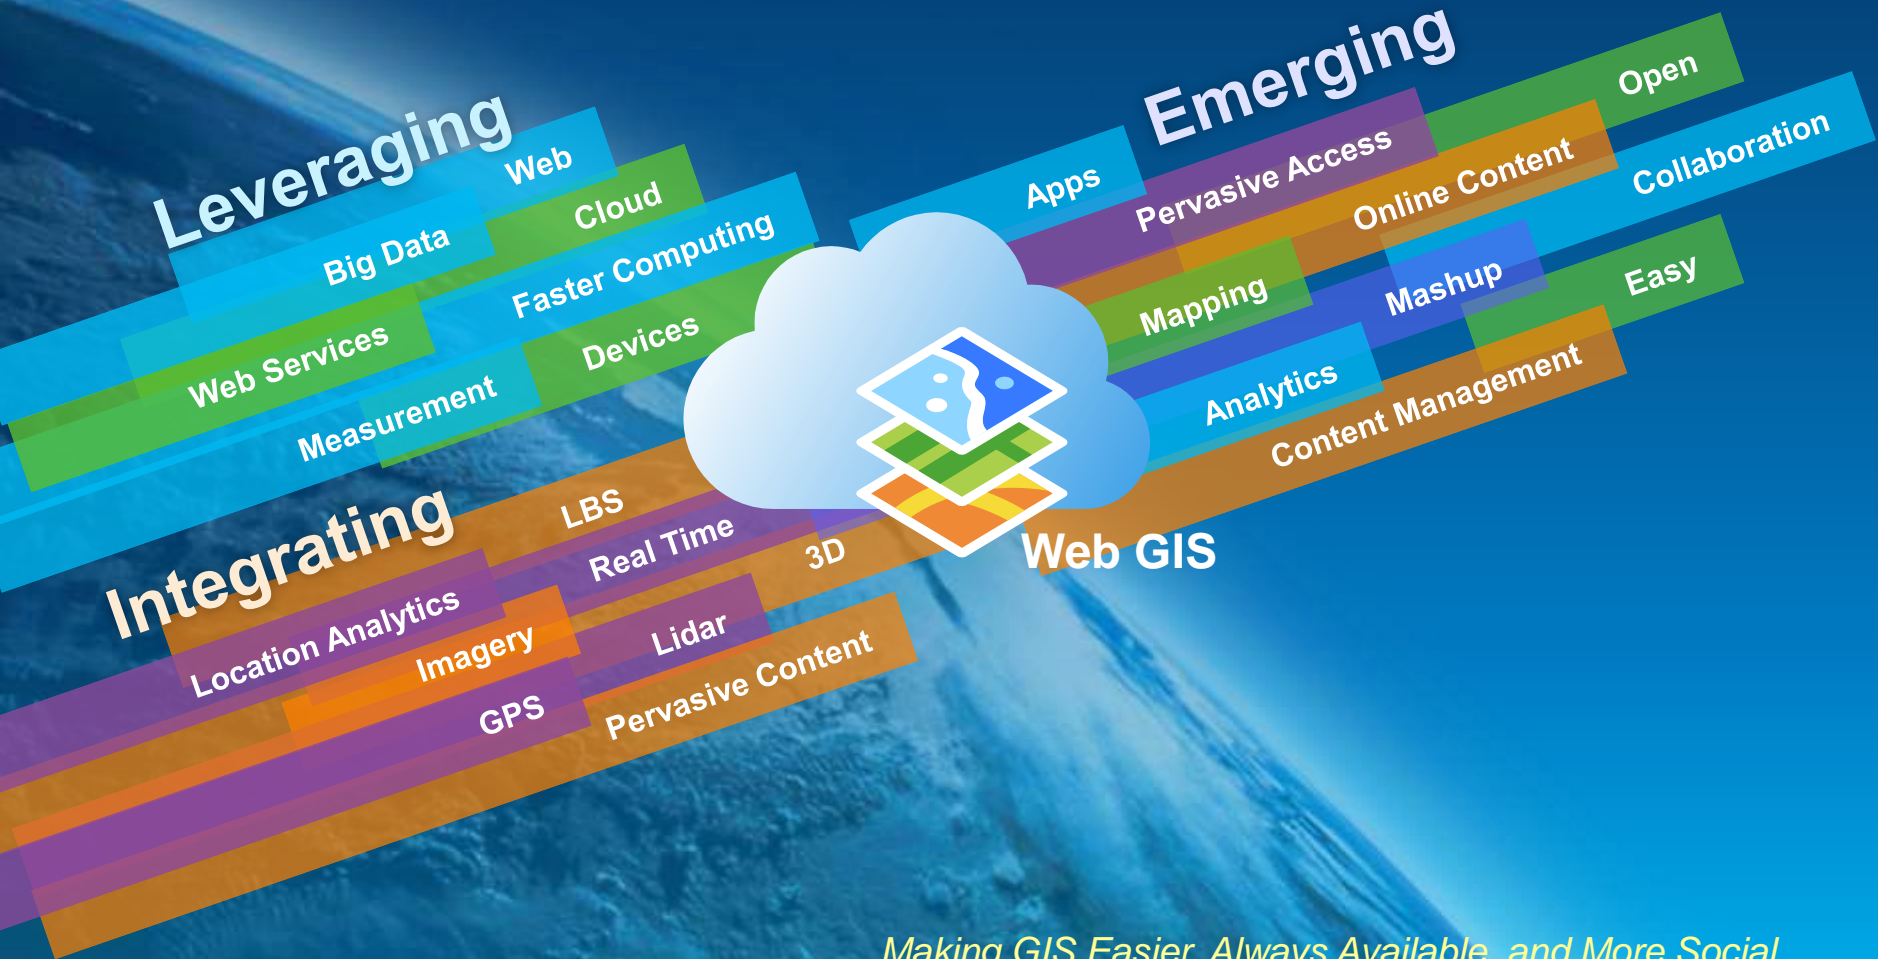 Leveraging
Web
Cloud
Big Data
Faster Computing
Web Services
Devices
Measurement
Emerging
Open
Apps
Pervasive Access
Collaboration
Online Content
Mapping
Mashup
Easy
Analytics
Content Management
Integrating
LBS
Real Time
3D
Location Analytics
Imagery
Lidar
GPS
Pervasive Content
Web GIS
Making GIS Easier, Always Available, and More Social